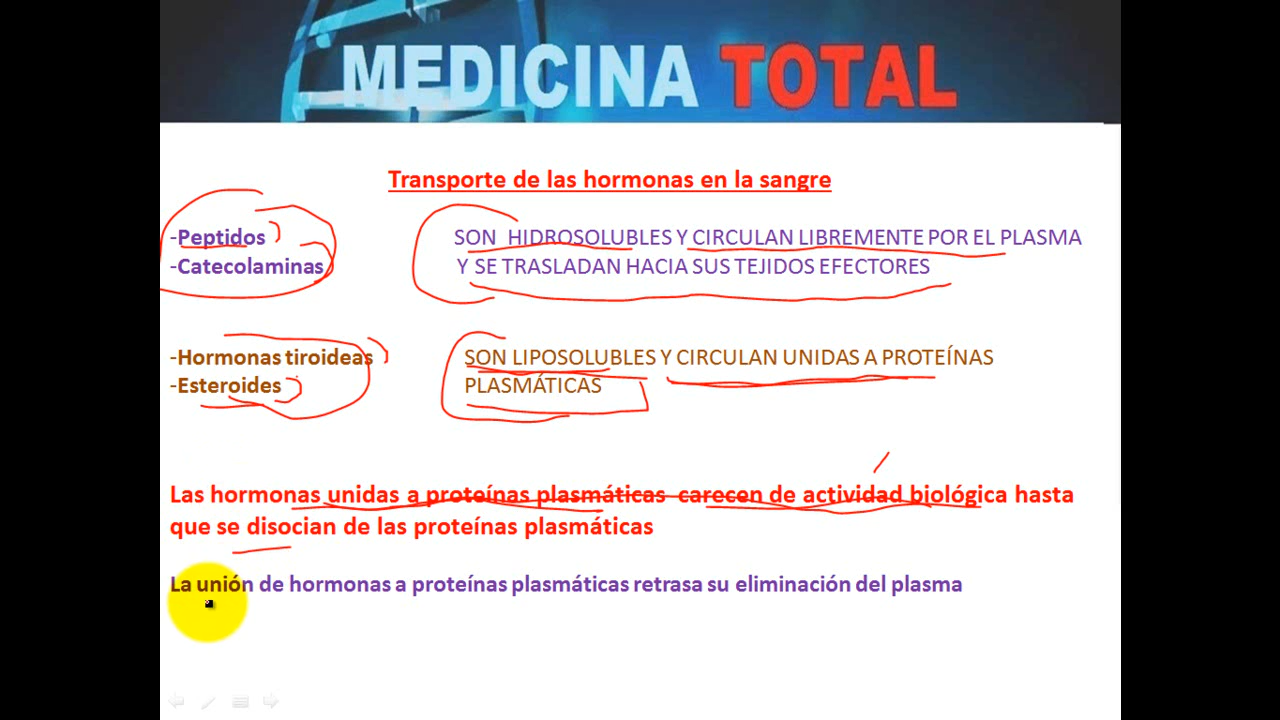 MEDICINA TOTAL
Transporte de las hormonas en la sangre
-Peptidos SON HIDROSOLUBLES Y CIRCULAN LIBREMENTE POR EL PLASMA
-Catecolaminas Y SE TRASLADAN HACIA SUS TEJIDOS EFECTORES
-Hormonas tiroideas SON LIPOSOLUBLES Y CIRCULAN UNIDAS A PROTEÍNAS
-Esteroides PLASMÁTICAS
Las hormonas unidas a proteínas plasmáticas carecen de actividad biológica hasta
que se disocian de las proteínas plasmáticas
La unión de hormonas a proteínas plasmáticas retrasa su eliminación del plasma